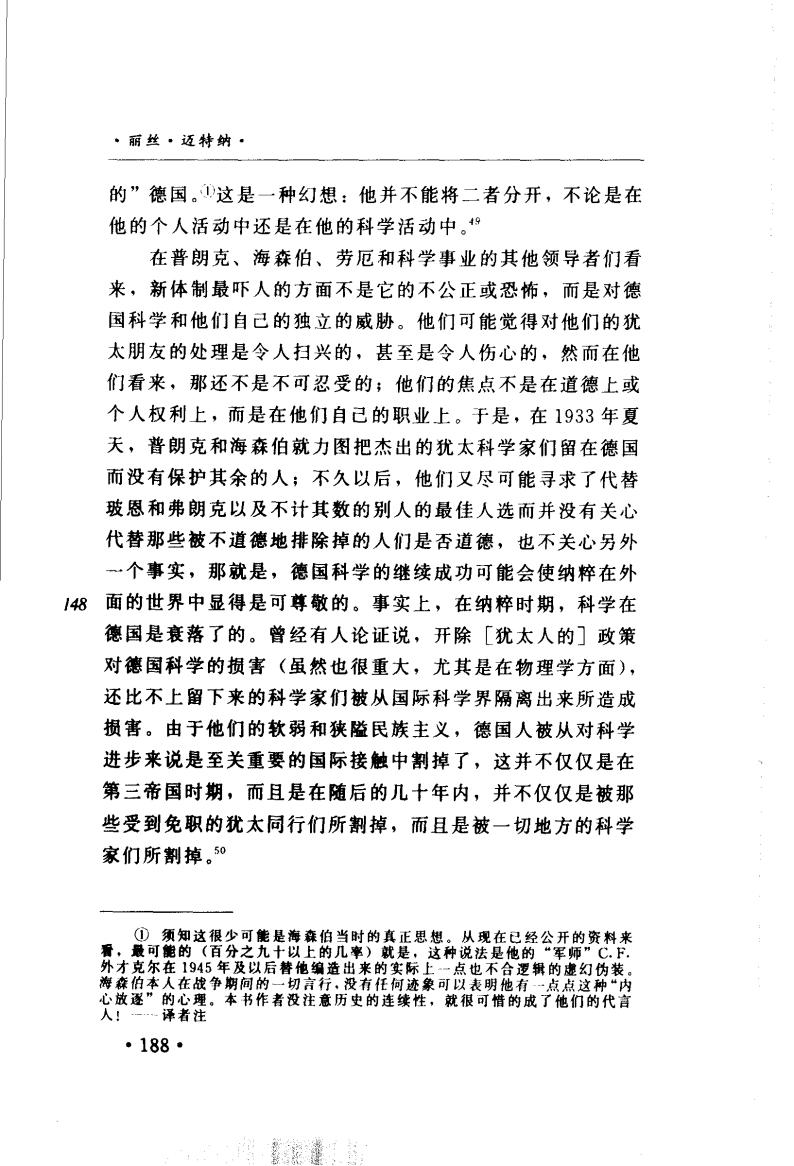 ·丽丝·迈特纳·
的”德国。①这是一种幻想：他并不能将二者分开，不论是在
他的个人活动中还是在他的科学活动中。49
在普朗克、海森伯、劳厄和科学事业的其他领导者们看
来，新体制最吓人的方面不是它的不公正或恐怖，而是对德
国科学和他们自己的独立的威胁。他们可能觉得对他们的犹
太朋友的处理是令人扫兴的，甚至是令人伤心的，然而在他
们看来，那还不是不可忍受的；他们的焦点不是在道德上或
个人权利上，而是在他们自己的职业上。于是，在1933年夏
天，普朗克和海森伯就力图把杰出的犹太科学家们留在德国
而没有保护其余的人；不久以后，他们又尽可能寻求了代替
玻恩和弗朗克以及不计其数的别人的最佳人选而并没有关心
代替那些被不道德地排除掉的人们是否道德，也不关心另外
一个事实，那就是，德国科学的继续成功可能会使纳粹在外
148 面的世界中显得是可尊敬的。事实上，在纳粹时期，科学在
德国是衰落了的。曾经有人论证说，开除［犹太人的］政策
对德国科学的损害（虽然也很重大，尤其是在物理学方面），
还比不上留下来的科学家们被从国际科学界隔离出来所造成
损害。由于他们的软弱和狭隘民族主义，德国人被从对科学
进步来说是至关重要的国际接触中割掉了，这并不仅仅是在
第三帝国时期，而且是在随后的几十年内，并不仅仅是被那
些受到免职的犹太同行们所割掉，而且是被一切地方的科学
家们所割掉。50
① 须知这很少可能是海森伯当时的真正思想。从现在已经公开的资料来
看，最可能的（百分之九十以上的几率）就是，这种说法是他的“军师”C.F.
外才克尔在1945年及以后替他编造出来的实际上一点也不合逻辑的虚幻伪装。
海森伯本人在战争期间的一切言行，没有任何迹象可以表明他有一点点这种“内
心放逐”的心理。本书作者没注意历史的连续性，就很可惜的成了他们的代言
人！——译者注
·188·